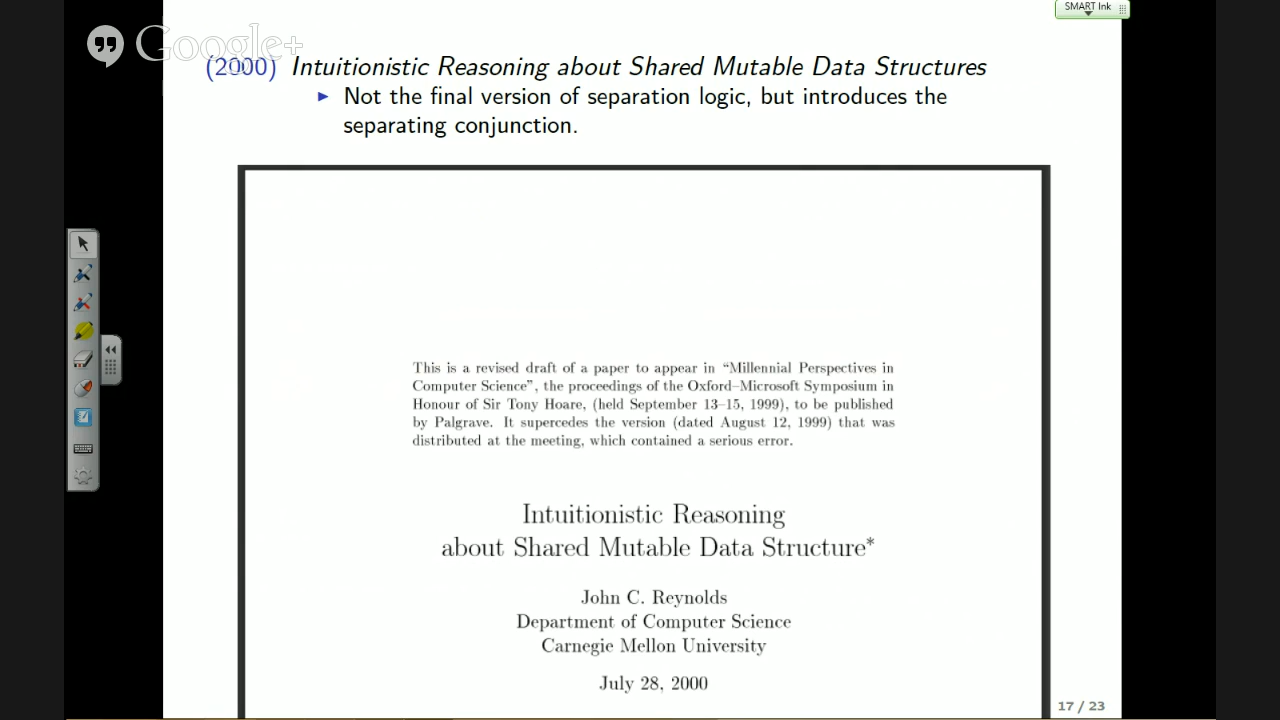 SMART Ink
Google+
(2000) Intuitionistic Reasoning about Shared Mutable Data Structures
Not the final version of separation logic, but introduces the
separating conjunction.
This is a revised draft of a paper to appear in “Millennial Perspectives in
Computer Science”, the proceedings of the Oxford–Microsoft Symposium in
Honour of Sir Tony Hoare, (held September 13–15, 1999), to be published
by Palgrave. It supercedes the version (dated August 12, 1999) that was
distributed at the meeting, which contained a serious error.
Intuitionistic Reasoning
about Shared Mutable Data Structure*
John C. Reynolds
Department of Computer Science
Carnegie Mellon University
July 28, 2000
17 / 23